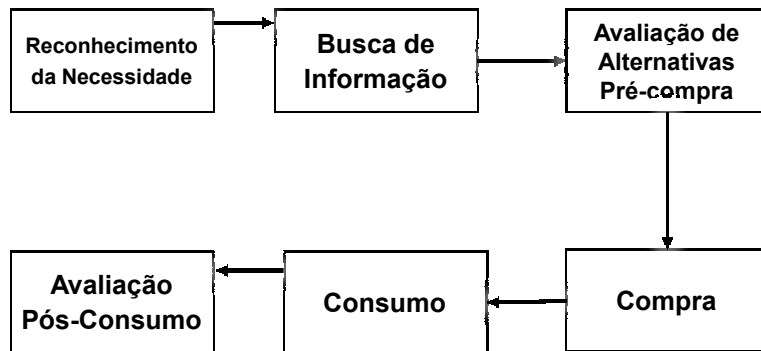 Reconhecimento
da Necessidade
Busca de
Informação
Avaliação de
Alternativas
Pré-compra
Compra
Consumo
Avaliação
Pós-Consumo